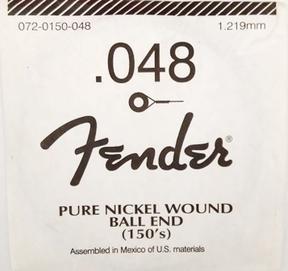 072-0150-048 1.219mm
.048
Fender®
PURE NICKEL WOUND
BALL END
(150's)
Assembled in Mexico of U.S. materials